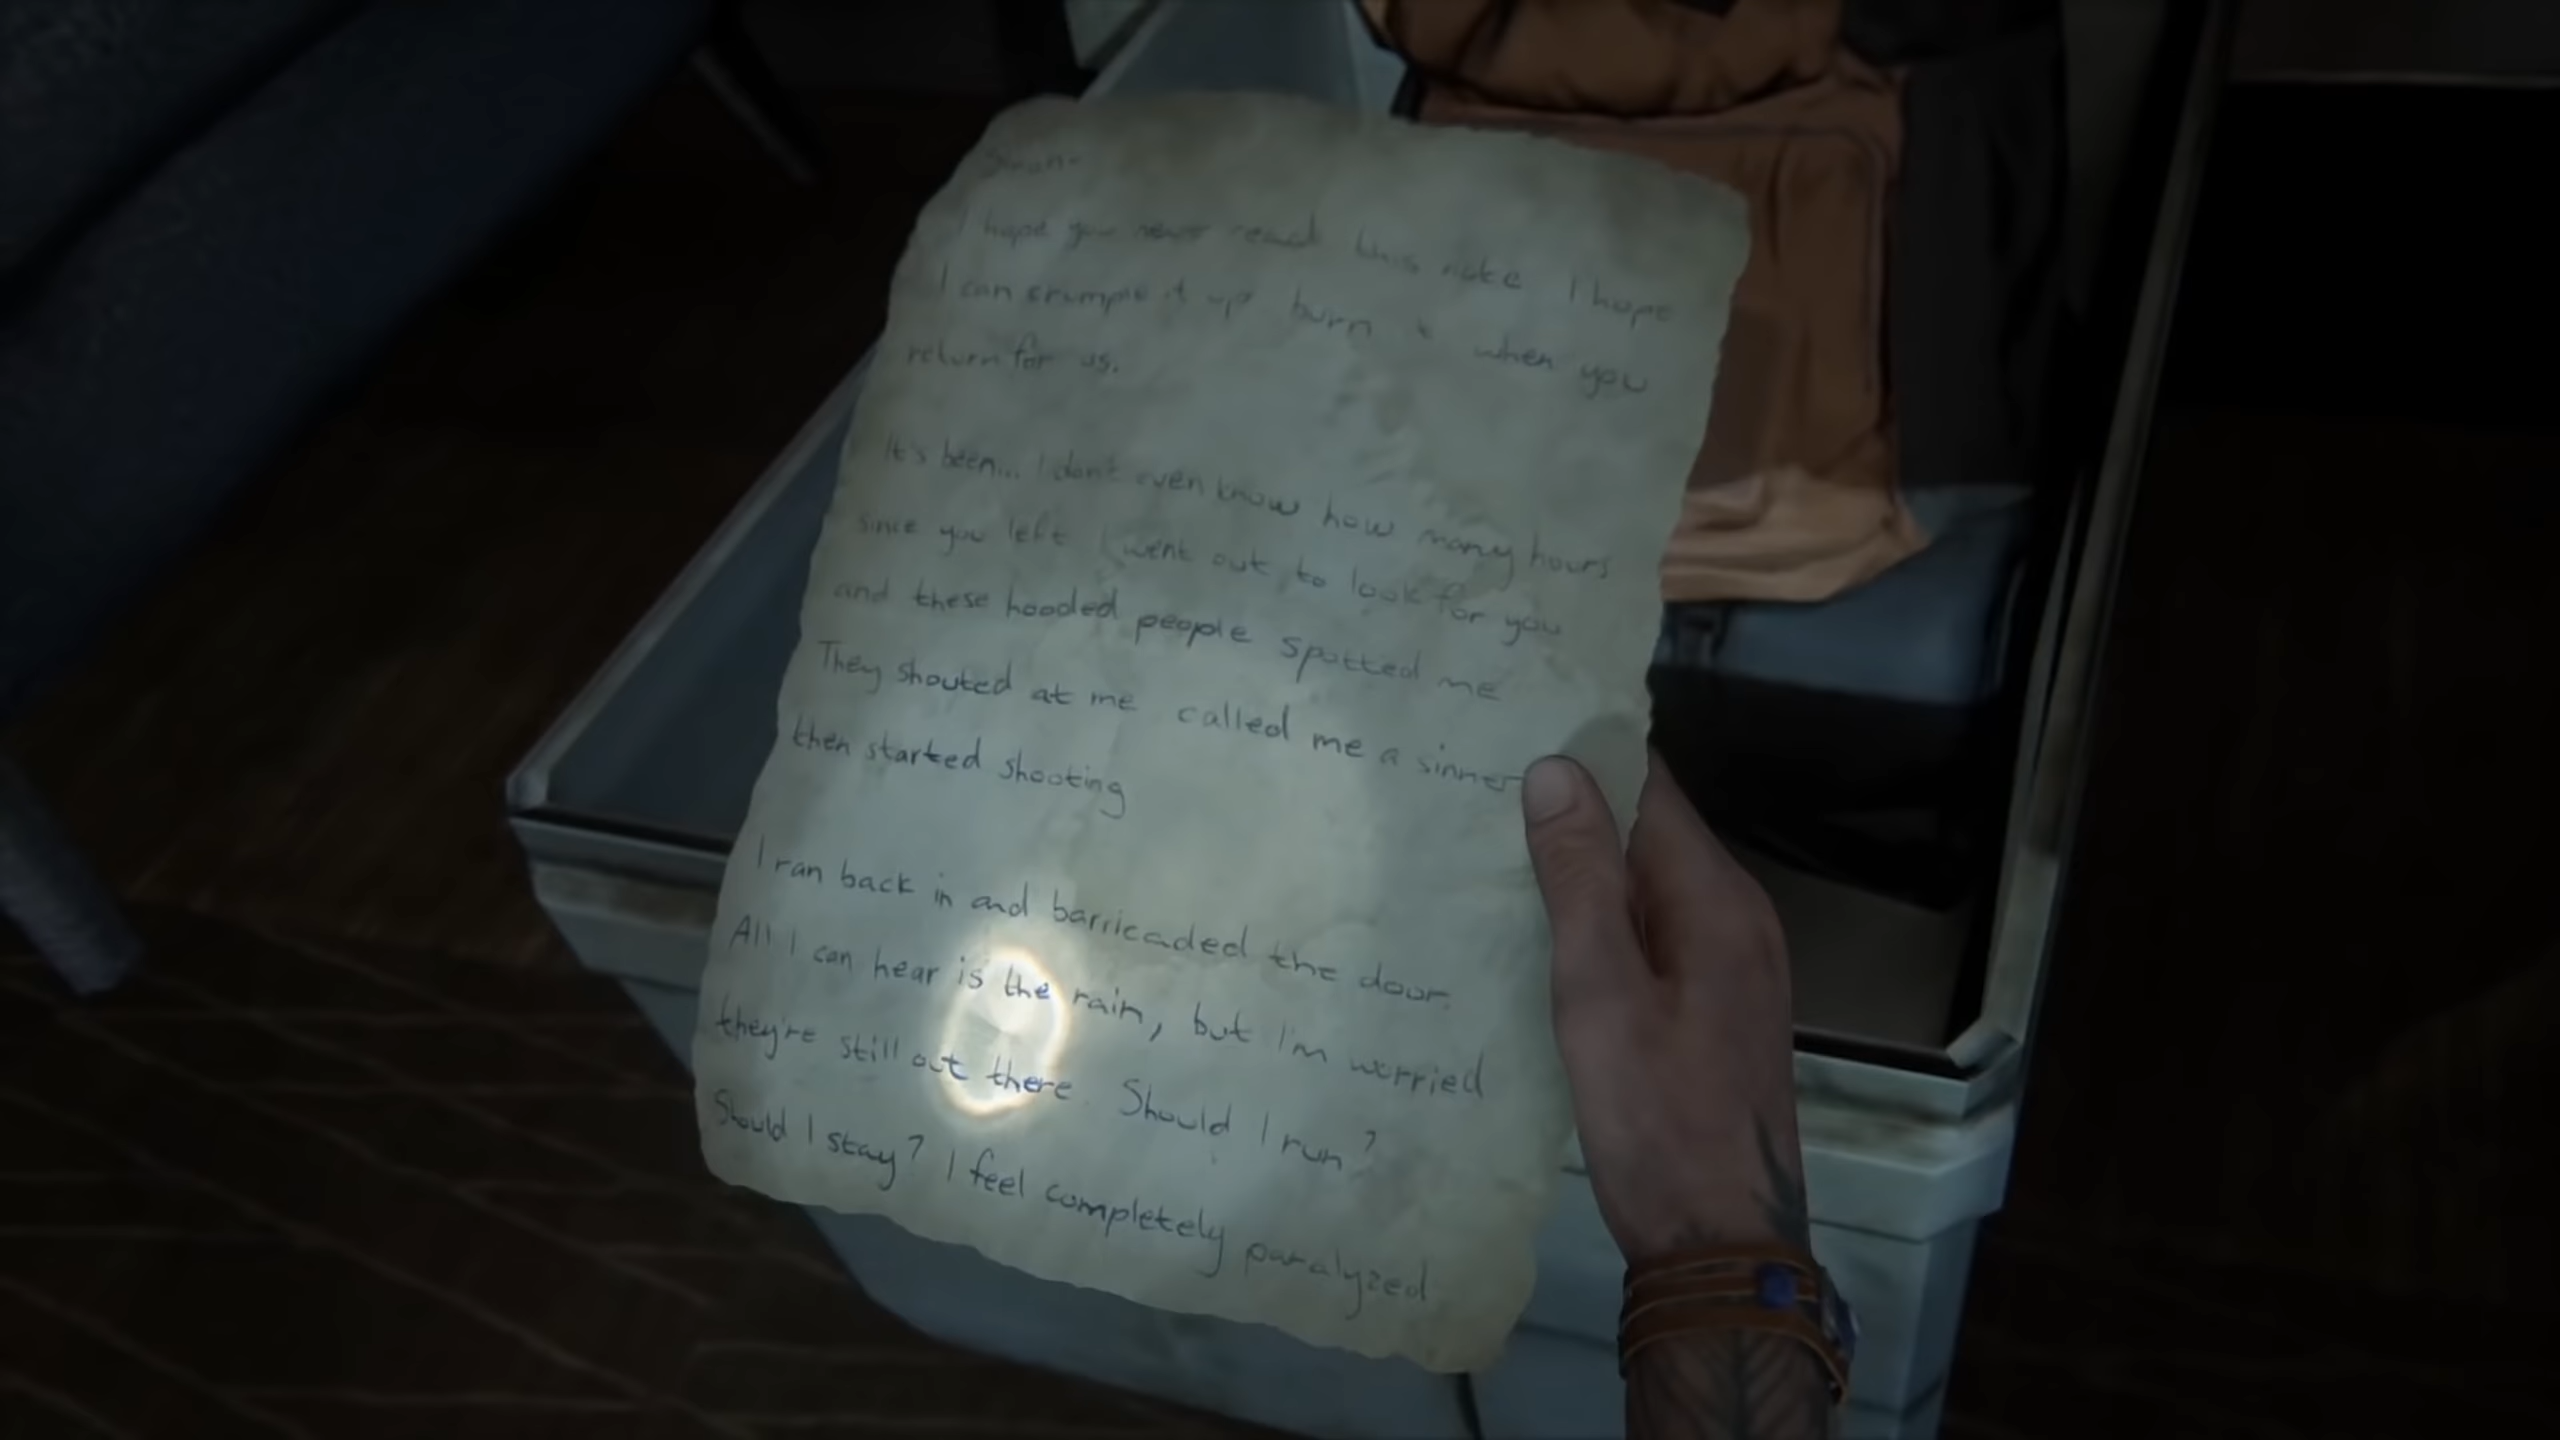 I hope you never read this note I hope
I can crumple it up burn it when you
return for us.
It's been... I don't even know how many hours
since you left I went out to look for you
and these hooded people spotted me
They shouted at me called me a sinner
then started shooting
I ran back in and barricaded the door.
All I can hear is the rain, but I'm worried
they're still out there. Should I run?
Should I stay? I feel completely paralyzed